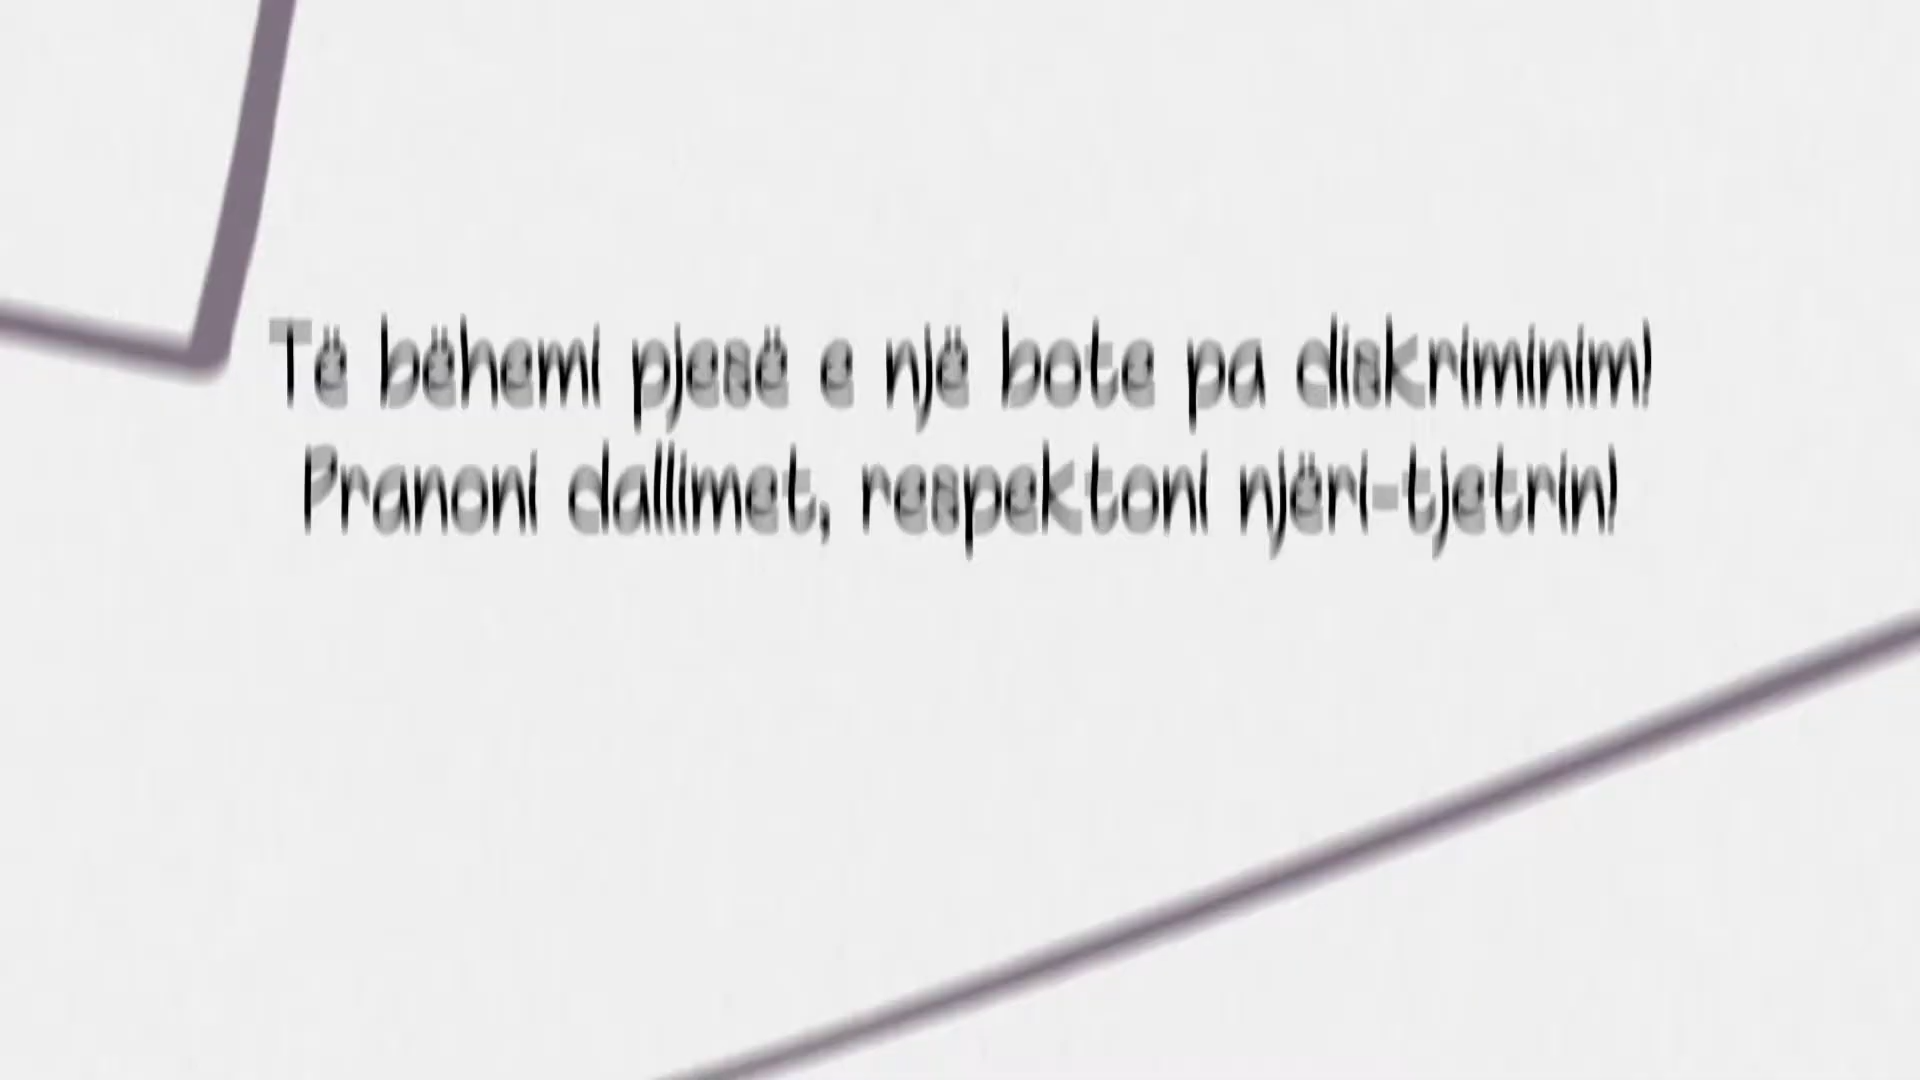 Të bëhemi pjesë e një bote pa diskriminim!
Pranoni dallimet, respektoni njëri-tjetrin!